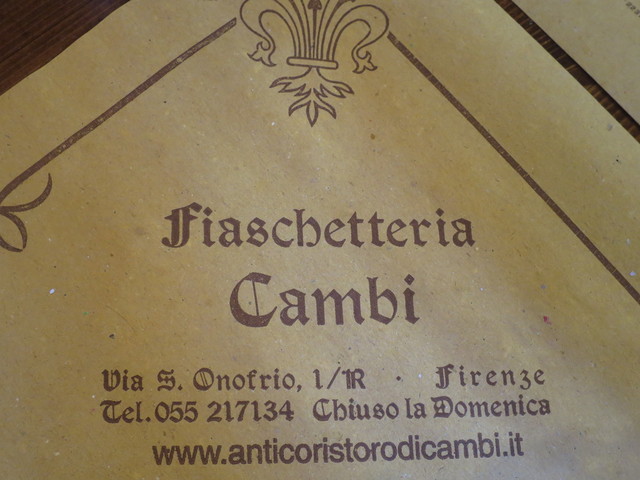 Fiaschetteria
Cambi
Via S. Onofrio, 1/R · Firenze
Tel. 055 217134 Chiuso la Domenica
www.anticoristorodicambi.it